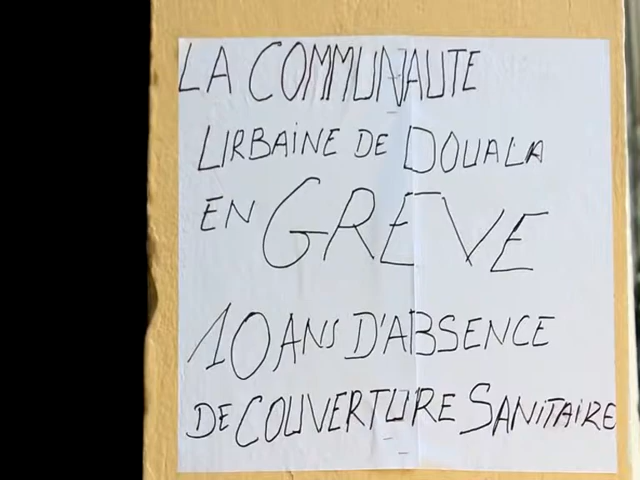 LA COMMUNAUTE
URBAINE DE DOUALA
EN GREVE
10 ANS D'ABSENCE
DE COUVERTURE SANITAIRE